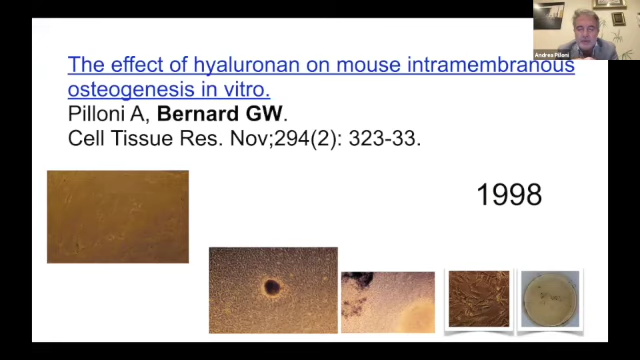 Andrea Pilloni
The effect of hyaluronan on mouse intramembranous
osteogenesis in vitro.
Pilloni A, Bernard GW.
Cell Tissue Res. Nov;294(2): 323-33.
1998